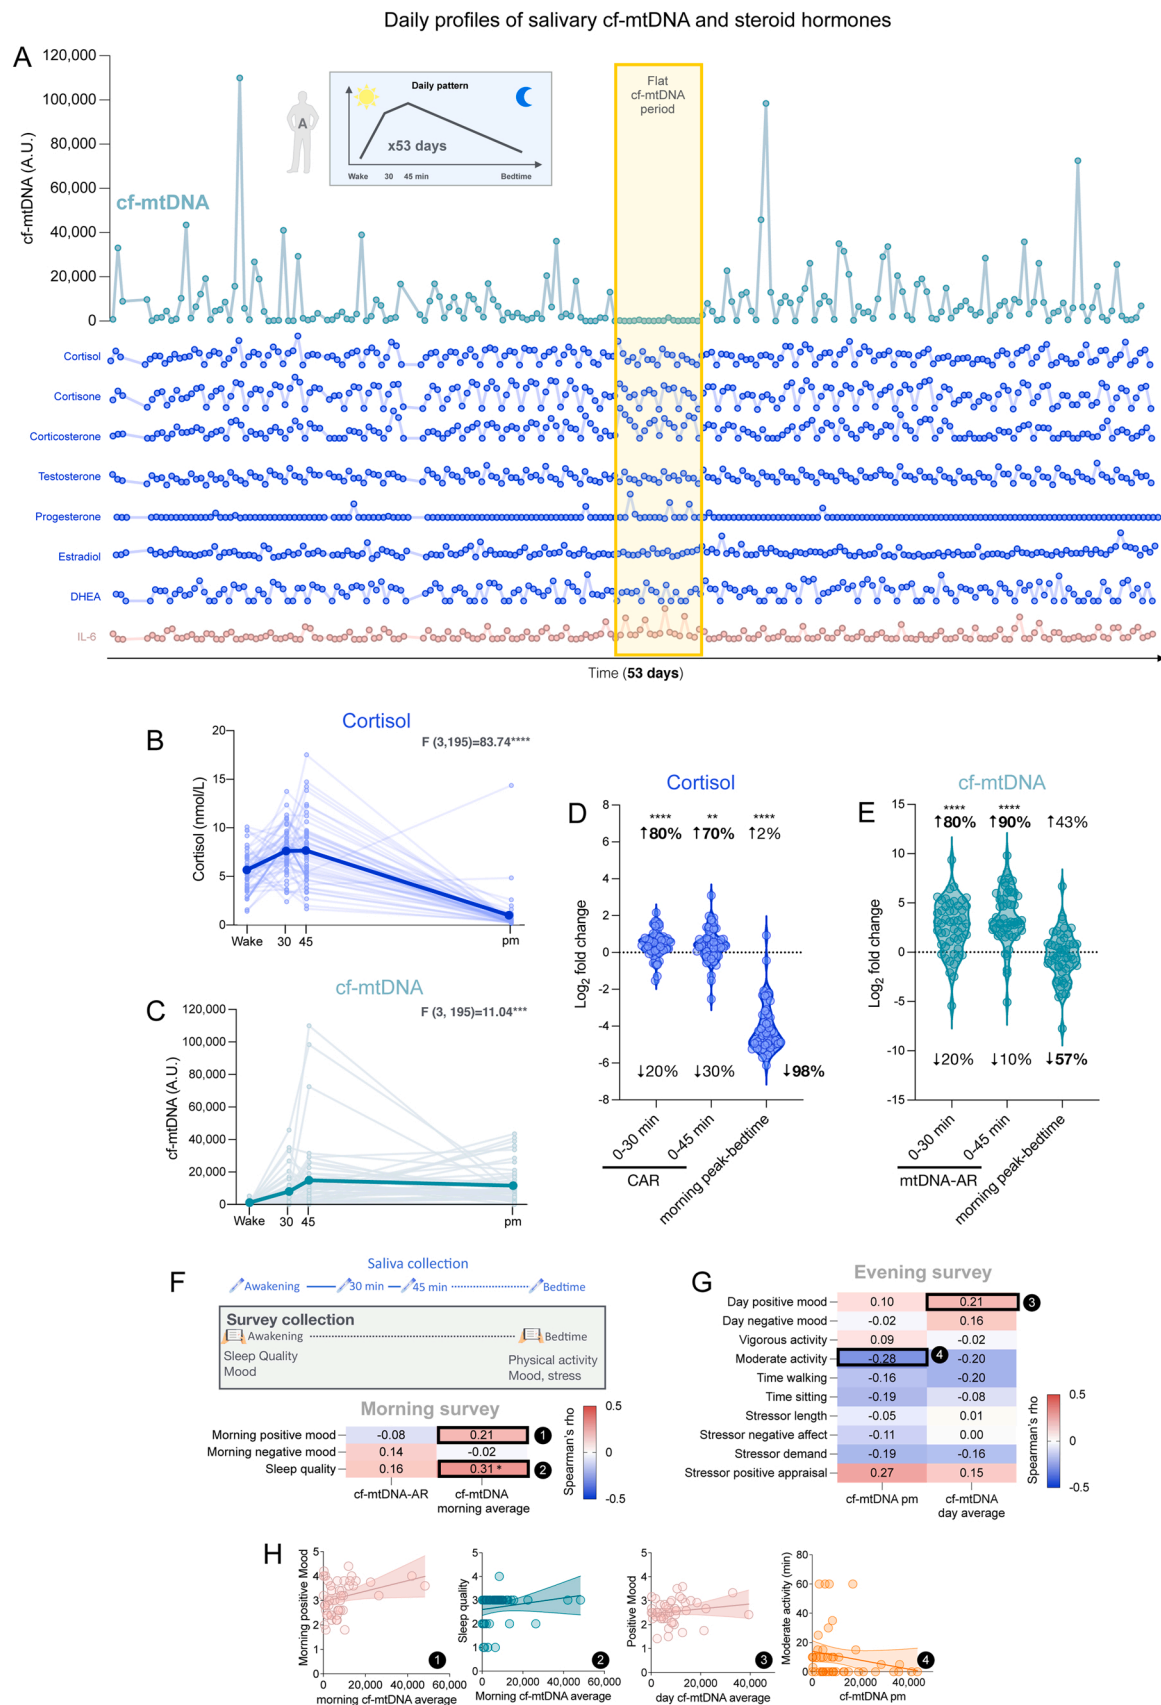 Daily profiles of salivary cf-mtDNA and steroid hormones
A
cf-mtDNA (A.U.)
120,000
100,000
80,000
60,000
40,000
20,000
0
cf-mtDNA
A
Daily pattern
x53 days
Wake 30 45 min Bedtime
Flat
cf-mtDNA
period
Cortisol
Cortisone
Corticosterone
Testosterone
Progesterone
Estradiol
DHEA
IL-6
Time (53 days)
B
Cortisol
F (3,195)=83.74****
Cortisol (nmol/L)
20
15
10
5
0
Wake 30 45 pm
C
cf-mtDNA
F (3, 195)=11.04***
cf-mtDNA (A.U.)
120,000
100,000
80,000
60,000
40,000
20,000
0
Wake 30 45 pm
D
Cortisol
**** ** ****
↑80% ↑70% ↑2%
Log2 fold change
8
6
4
2
0
-2
-4
-6
-8
↓20% ↓30% ↓98%
0-30 min
0-45 min
morning peak-bedtime
CAR
E
cf-mtDNA
**** ****
↑80% ↑90% ↑43%
Log2 fold change
15
10
5
0
-5
-10
-15
↓20% ↓10% ↓57%
0-30 min
0-45 min
morning peak-bedtime
mtDNA-AR
F
Saliva collection
Awakening 30 min 45 min Bedtime
Survey collection
Awakening Bedtime
Sleep Quality
Mood
Physical activity
Mood, stress
Morning survey
Morning positive mood -0.08 0.21 1
Morning negative mood 0.14 -0.02
Sleep quality 0.16 0.31 * 2
cf-mtDNA-AR
cf-mtDNA
morning average
Spearman's rho
0.5
0
-0.5
G
Evening survey
Day positive mood 0.10 0.21 3
Day negative mood -0.02 0.16
Vigorous activity 0.09 -0.02
Moderate activity -0.28 4 -0.20
Time walking -0.16 -0.20
Time sitting -0.19 -0.08
Stressor length -0.05 0.01
Stressor negative affect -0.11 0.00
Stressor demand -0.19 -0.16
Stressor positive appraisal 0.27 0.15
cf-mtDNA pm
cf-mtDNA
day average
Spearman's rho
0.5
0
-0.5
H
Morning positive Mood
5
4
3
2
1
0
0 20,000 40,000 60,000
morning cf-mtDNA average
1
Sleep quality
5
4
3
2
1
0
0 20,000 40,000 60,000
Morning cf-mtDNA average
2
Positive Mood
5
4
3
2
1
0
0 20,000 40,000
day cf-mtDNA average
3
Moderate activity (min)
80
60
40
20
0
0 20,000 40,000
cf-mtDNA pm
4